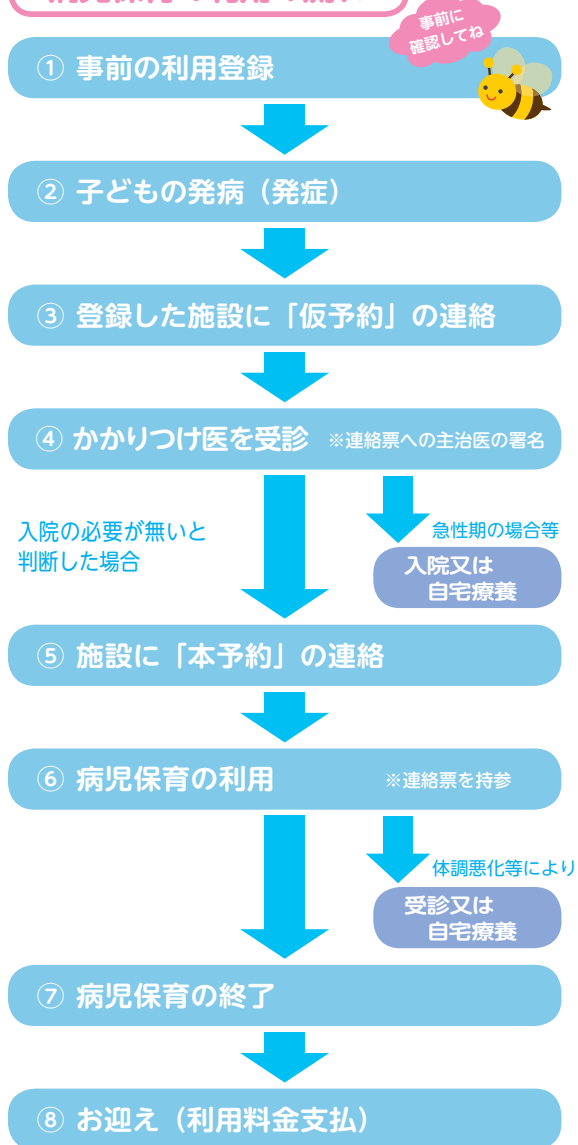 事前に
確認してね
① 事前の利用登録
② 子どもの発病（発症）
③ 登録した施設に「仮予約」の連絡
④ かかりつけ医を受診 ※連絡票への主治医の署名
入院の必要が無いと
判断した場合
急性期の場合等
入院又は
自宅療養
⑤ 施設に「本予約」の連絡
⑥ 病児保育の利用 ※連絡票を持参
体調悪化等により
受診又は
自宅療養
⑦ 病児保育の終了
⑧ お迎え（利用料金支払）